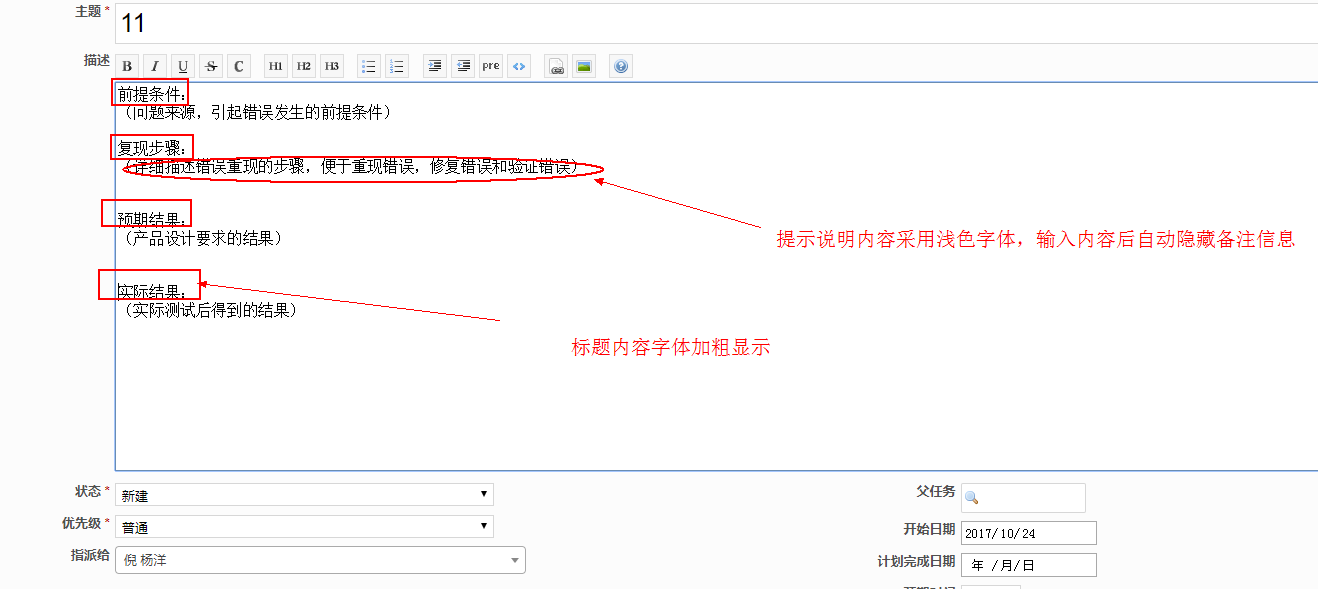 主题 *
11
描述
B I U S C H1 H2 H3 pre <>
前提条件：
（问题来源，引起错误发生的前提条件）
复现步骤：
（详细描述错误重现的步骤，便于重现错误，修复错误和验证错误）
预期结果：
（产品设计要求的结果）
提示说明内容采用浅色字体，输入内容后自动隐藏备注信息
实际结果：
（实际测试后得到的结果）
标题内容字体加粗显示
状态 *
新建
父任务
优先级 *
普通
开始日期
2017/10/24
指派给
倪 杨洋
计划完成日期
年 /月/日